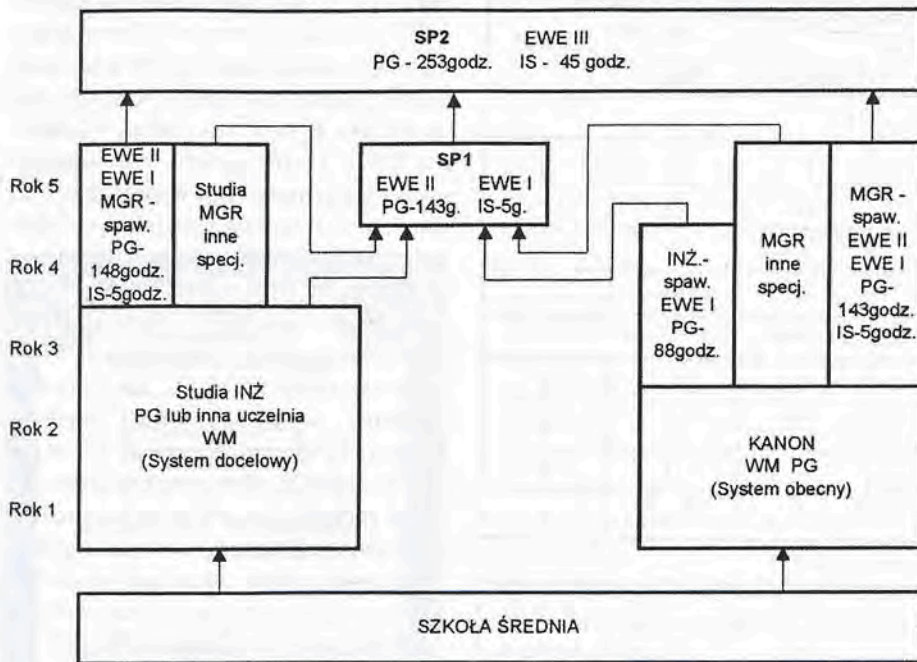 SP2 EWE III
PG - 253godz. IS - 45 godz.
Rok 5
Rok 4
Rok 3
Rok 2
Rok 1
EWE II
EWE I
MGR -
spaw.
PG-
148godz.
IS-5godz.
Studia
MGR
inne
specj.
SP1
EWE II EWE I
PG-143g. IS-5g.
INŻ.-
spaw.
EWE I
PG-
88godz.
MGR
inne
specj.
MGR -
spaw.
EWE II
EWE I
PG-
143godz.
IS-5godz.
Studia INŻ
PG lub inna uczelnia
WM
(System docelowy)
KANON
WM PG
(System obecny)
SZKOŁA ŚREDNIA